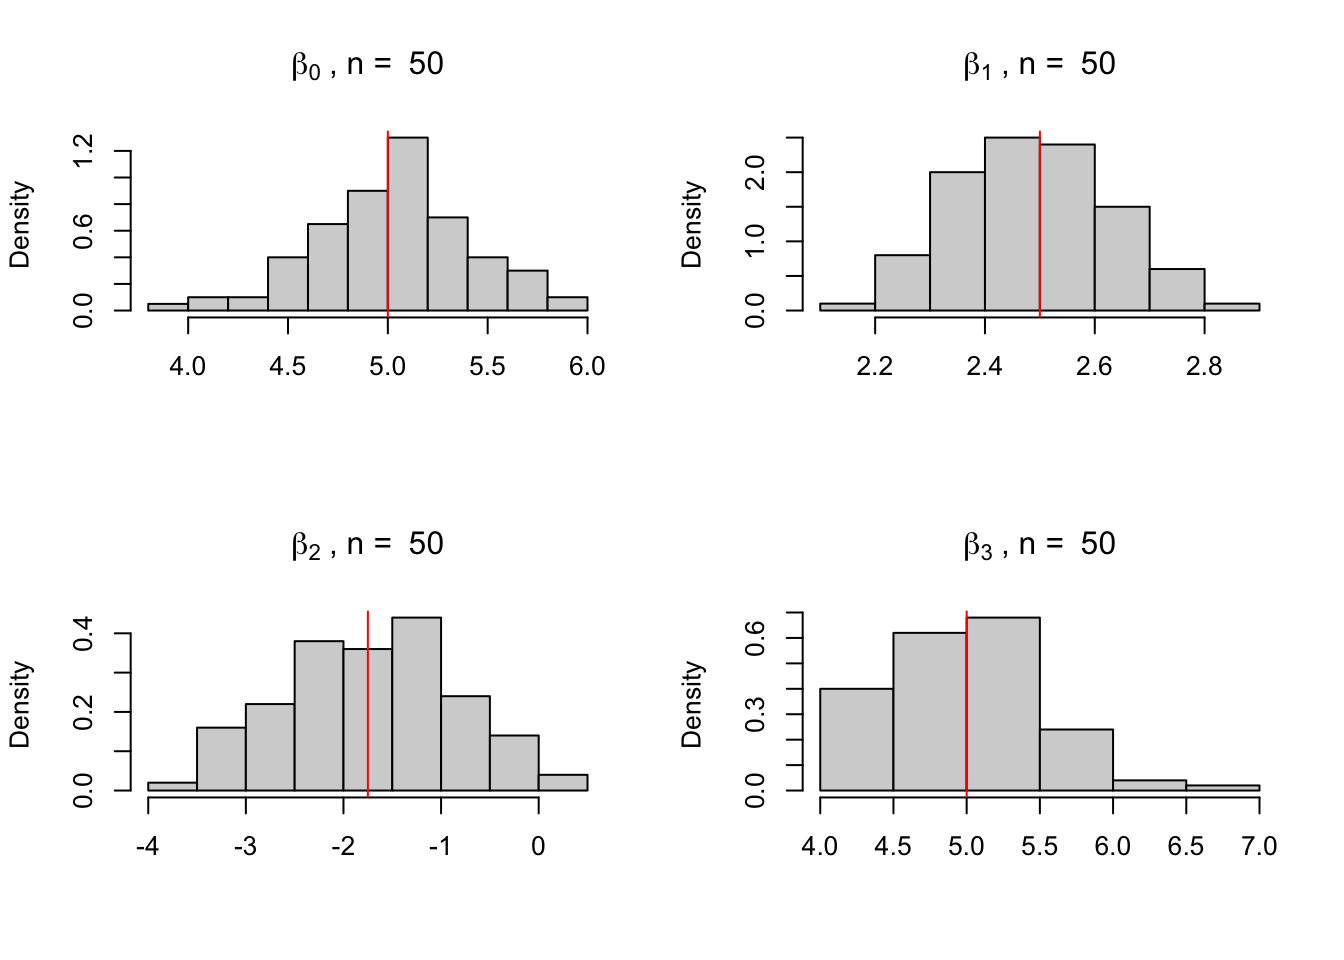 β0 , n = 50
Density
0.0 0.6 1.2
4.0 4.5 5.0 5.5 6.0
β1 , n = 50
Density
0.0 1.0 2.0
2.2 2.4 2.6 2.8
β2 , n = 50
Density
0.0 0.2 0.4
-4 -3 -2 -1 0
β3 , n = 50
Density
0.0 0.3 0.6
4.0 4.5 5.0 5.5 6.0 6.5 7.0